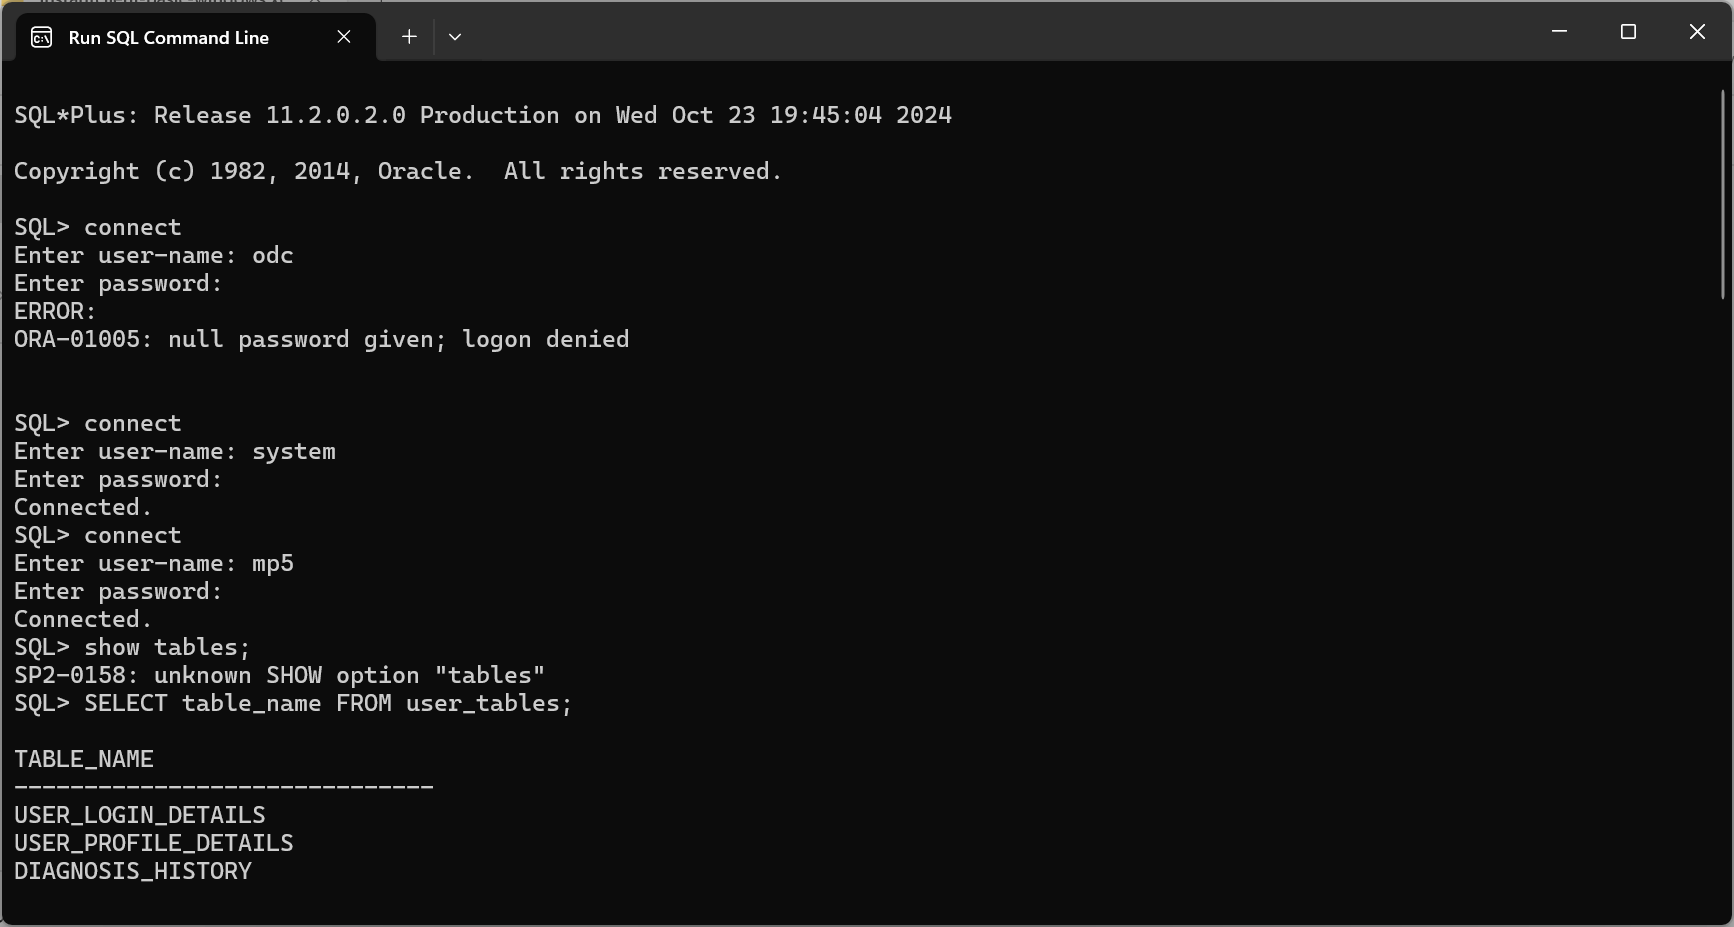 Run SQL Command Line
SQL*Plus: Release 11.2.0.2.0 Production on Wed Oct 23 19:45:04 2024
Copyright (c) 1982, 2014, Oracle.  All rights reserved.
SQL> connect
Enter user-name: odc
Enter password:
ERROR:
ORA-01005: null password given; logon denied
SQL> connect
Enter user-name: system
Enter password:
Connected.
SQL> connect
Enter user-name: mp5
Enter password:
Connected.
SQL> show tables;
SP2-0158: unknown SHOW option "tables"
SQL> SELECT table_name FROM user_tables;
TABLE_NAME
------------------------------
USER_LOGIN_DETAILS
USER_PROFILE_DETAILS
DIAGNOSIS_HISTORY